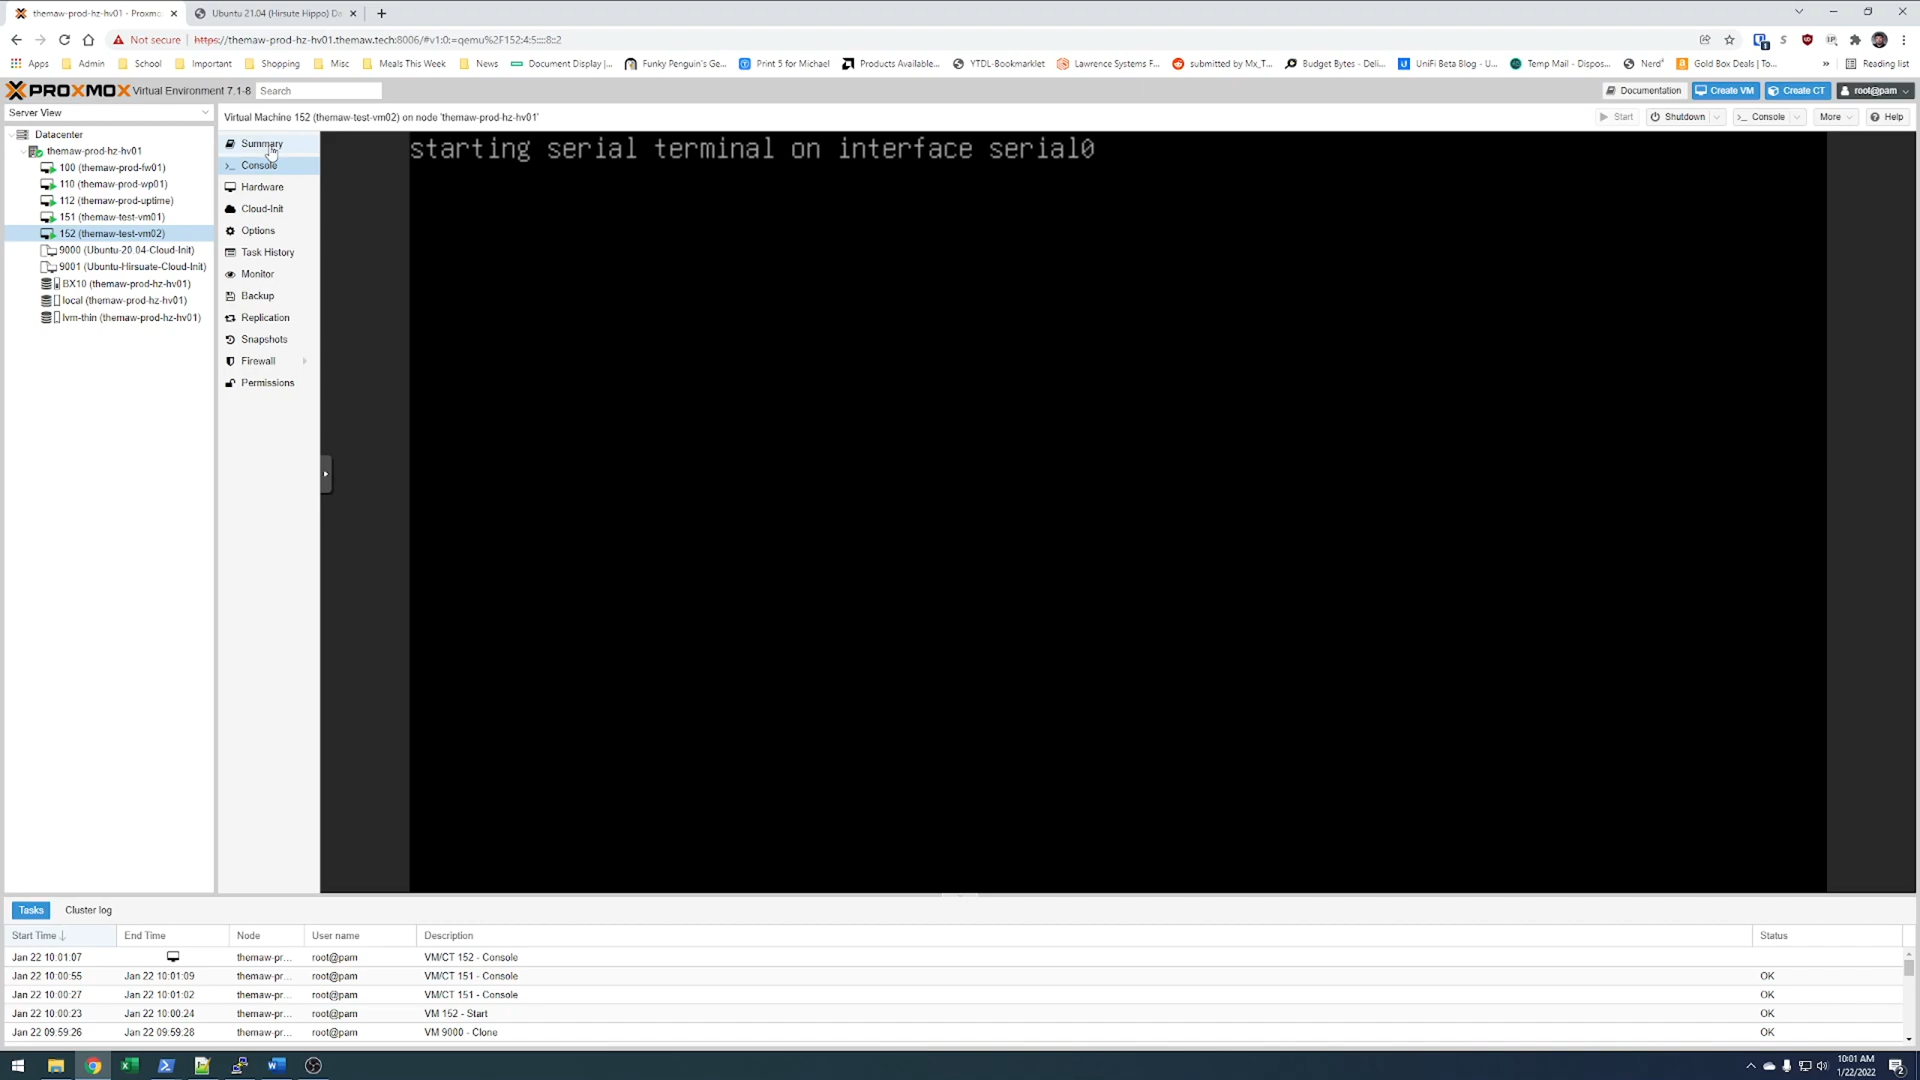 themaw-prod-hz-hv01 - Proxmo
Ubuntu 21.04 (Hirsute Hippo) Da
Not secure
https://themaw-prod-hz-hv01.themaw.tech:8006/#v1:0:=qemu%2F152:4:5::::8::2
Apps
Admin
School
Important
Shopping
Misc
Meals This Week
News
Document Display |...
Funky Penguin's Ge...
Print 5 for Michael
Products Available...
YTDL-Bookmarklet
Lawrence Systems F...
submitted by Mx_T...
Budget Bytes - Deli...
UniFi Beta Blog - U...
Temp Mail - Dispos...
Nerd³
Gold Box Deals | To...
»
Reading list
PROXMOX Virtual Environment 7.1-8
Search
Documentation
Create VM
Create CT
root@pam
Server View
Virtual Machine 152 (themaw-test-vm02) on node 'themaw-prod-hz-hv01'
Start
Shutdown
Console
More
Help
Datacenter
themaw-prod-hz-hv01
100 (themaw-prod-fw01)
110 (themaw-prod-wp01)
112 (themaw-prod-uptime)
151 (themaw-test-vm01)
152 (themaw-test-vm02)
9000 (Ubuntu-20.04-Cloud-Init)
9001 (Ubuntu-Hirsuate-Cloud-Init)
BX10 (themaw-prod-hz-hv01)
local (themaw-prod-hz-hv01)
lvm-thin (themaw-prod-hz-hv01)
Summary
Console
Hardware
Cloud-Init
Options
Task History
Monitor
Backup
Replication
Snapshots
Firewall
Permissions
starting serial terminal on interface serial0
Tasks
Cluster log
Start Time
End Time
Node
User name
Description
Status
Jan 22 10:01:07 themaw-pr... root@pam VM/CT 152 - Console
Jan 22 10:00:55 Jan 22 10:01:09 themaw-pr... root@pam VM/CT 151 - Console OK
Jan 22 10:00:27 Jan 22 10:01:02 themaw-pr... root@pam VM/CT 151 - Console OK
Jan 22 10:00:23 Jan 22 10:00:24 themaw-pr... root@pam VM 152 - Start OK
Jan 22 09:59:26 Jan 22 09:59:28 themaw-pr... root@pam VM 9000 - Clone OK
10:01 AM
1/22/2022